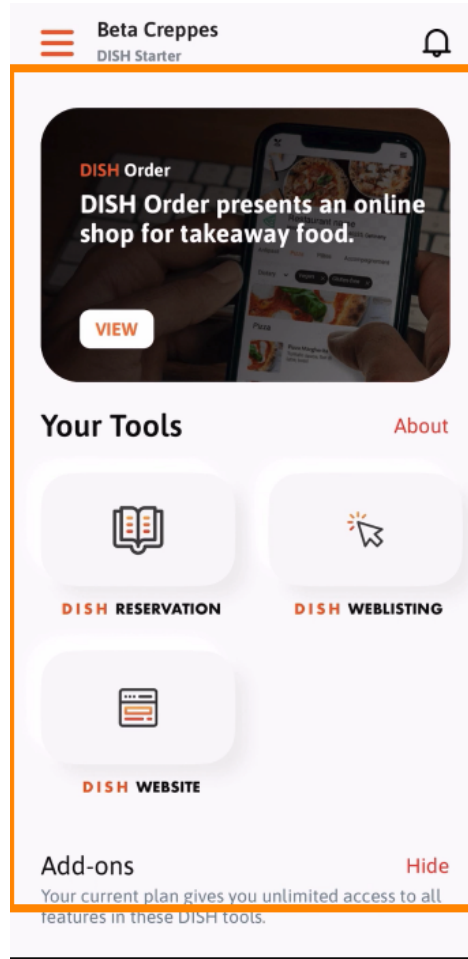 Beta Creppes
DISH Starter
DISH Order
DISH Order presents an online
shop for takeaway food.
VIEW
Your Tools
About
DISH RESERVATION
DISH WEBLISTING
DISH WEBSITE
Add-ons
Hide
Your current plan gives you unlimited access to all
features in these DISH tools.